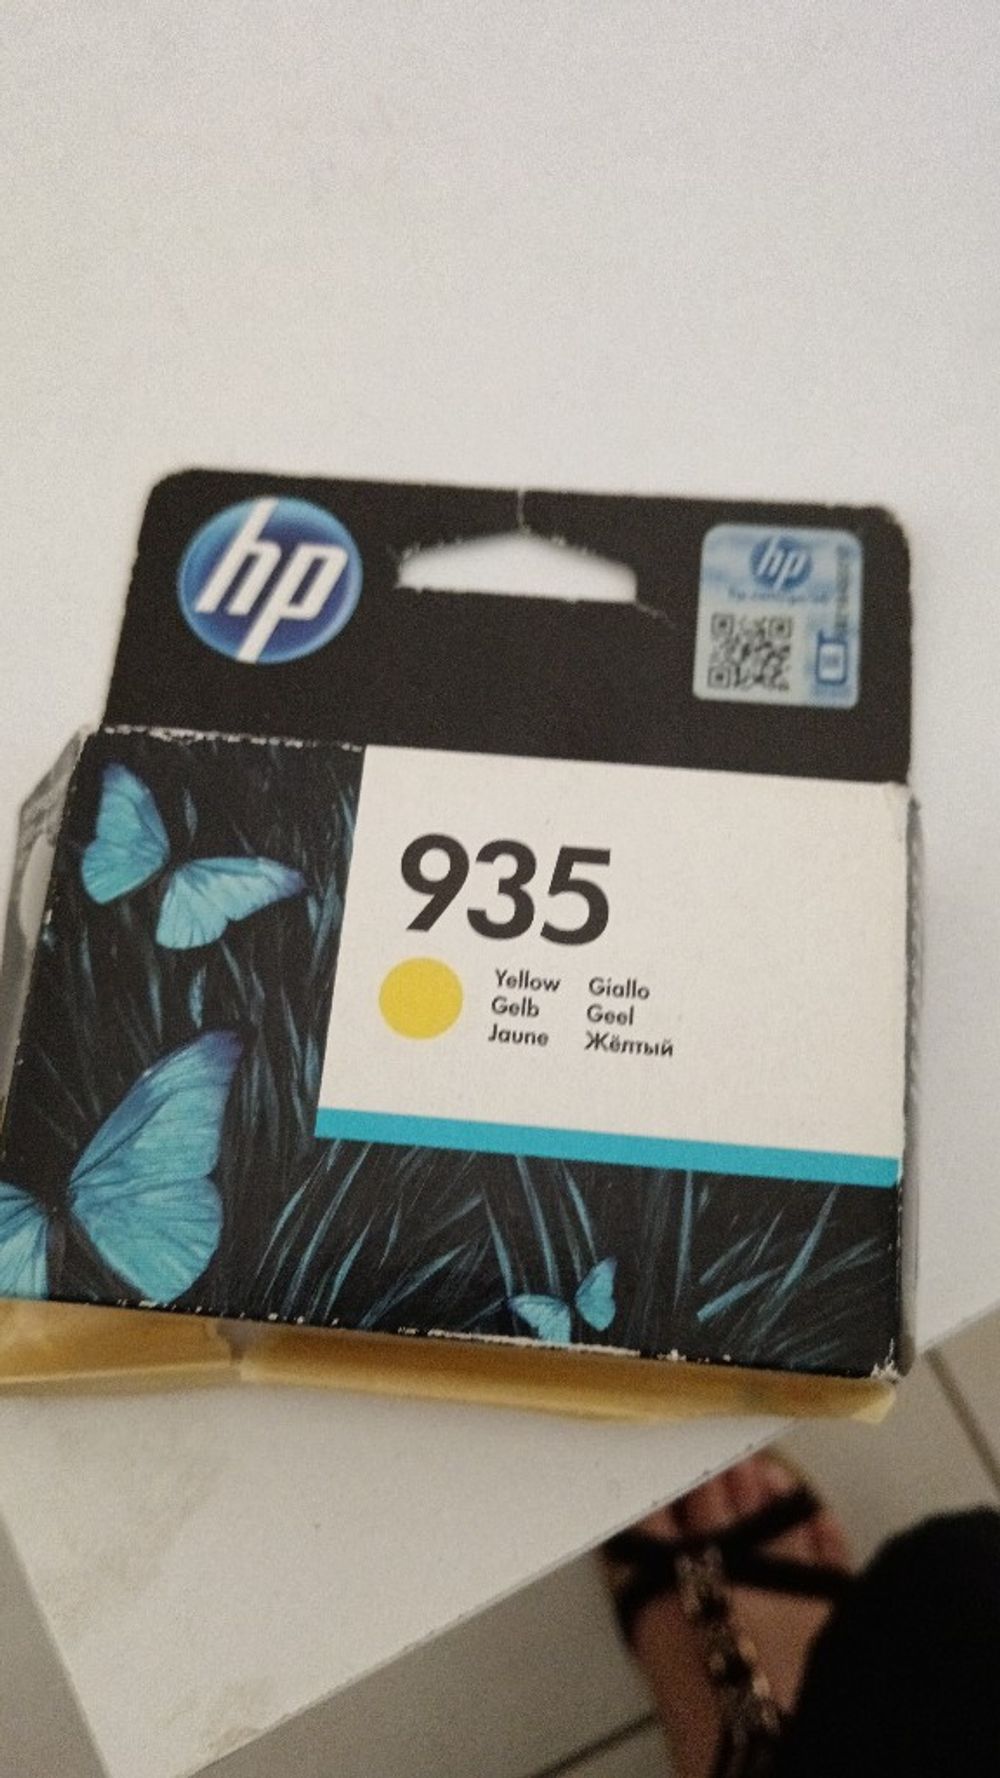 hp
hp
935
Yellow Giallo
Gelb Geel
Jaune Жёлтый